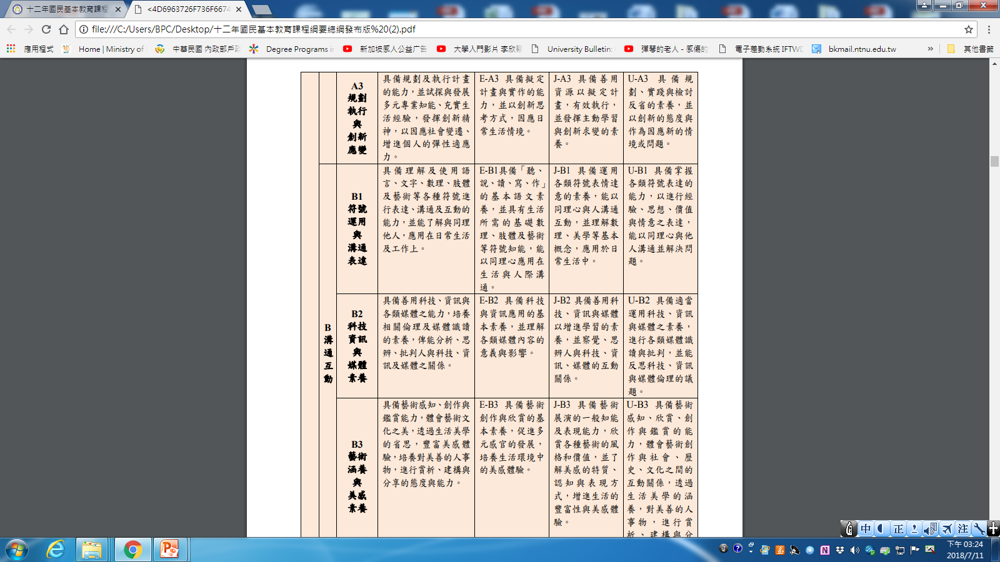 十二年國民基本教育課程
<4D6963726F736F6674
file:///C:/Users/BPC/Desktop/十二年國民基本教育課程綱要總綱發布版%20(2).pdf
應用程式
Home | Ministry of
中華民國 內政部戶政
Degree Programs in
新加坡感人公益广告
大學入門影片 李欣穎
University Bulletin:
彈琴的老人 - 感傷的
電子差勤系統 IFTWD
bkmail.ntnu.edu.tw
»
其他書籤
A3
規劃
執行
與
創新
應變
具備規劃及執行計畫
的能力，並試探與發展
多元專業知能、充實生
活經驗，發揮創新精
神，以因應社會變遷、
增進個人的彈性適應
力。
E-A3 具備擬定
計畫與實作的能
力，並以創新思
考方式，因應日
常生活情境。
J-A3 具備善用
資源以擬定計
畫，有效執行，
並發揮主動學習
與創新求變的素
養。
U-A3 具備規
劃、實踐與檢討
反省的素養，並
以創新的態度與
作為因應新的情
境或問題。
B
溝
通
互
動
B1
符號
運用
與
溝通
表達
具備理解及使用語
言、文字、數理、肢體
及藝術等各種符號進
行表達、溝通及互動的
能力，並能了解與同理
他人，應用在日常生活
及工作上。
E-B1具備「聽、
說、讀、寫、作」
的基本語文素
養，並具有生活
所需的基礎數
理、肢體及藝術
等符號知能，能
以同理心應用在
生活與人際溝
通。
J-B1 具備運用
各類符號表情達
意的素養，能以
同理心與人溝通
互動，並理解數
理、美學等基本
概念，應用於日
常生活中。
U-B1 具備掌握
各類符號表達的
能力，以進行經
驗、思想、價值
與情意之表達，
能以同理心與他
人溝通並解決問
題。
B2
科技
資訊
與
媒體
素養
具備善用科技、資訊與
各類媒體之能力，培養
相關倫理及媒體識讀
的素養，俾能分析、思
辨、批判人與科技、資
訊及媒體之關係。
E-B2 具備科技
與資訊應用的基
本素養，並理解
各類媒體內容的
意義與影響。
J-B2 具備善用科
技、資訊與媒體
以增進學習的素
養，並察覺、思
辨人與科技、資
訊、媒體的互動
關係。
U-B2 具備適當
運用科技、資訊
與媒體之素養，
進行各類媒體識
讀與批判，並能
反思科技、資訊
與媒體倫理的議
題。
B3
藝術
涵養
與
美感
素養
具備藝術感知、創作與
鑑賞能力，體會藝術文
化之美，透過生活美學
的省思，豐富美感體
驗，培養對美善的人事
物，進行賞析、建構與
分享的態度與能力。
E-B3 具備藝術
創作與欣賞的基
本素養，促進多
元感官的發展，
培養生活環境中
的美感體驗。
J-B3 具備藝術
展演的一般知能
及表現能力，欣
賞各種藝術的風
格和價值，並了
解美感的特質、
認知與表現方
式，增進生活的
豐富性與美感體
驗。
U-B3 具備藝術
感知、欣賞、創
作與鑑賞的能
力，體會藝術創
作與社會、歷
史、文化之間的
互動關係，透過
生活美學的涵
養，對美善的人
事物，進行賞
析、建構與分
中 正 注
下午 03:24
2018/7/11